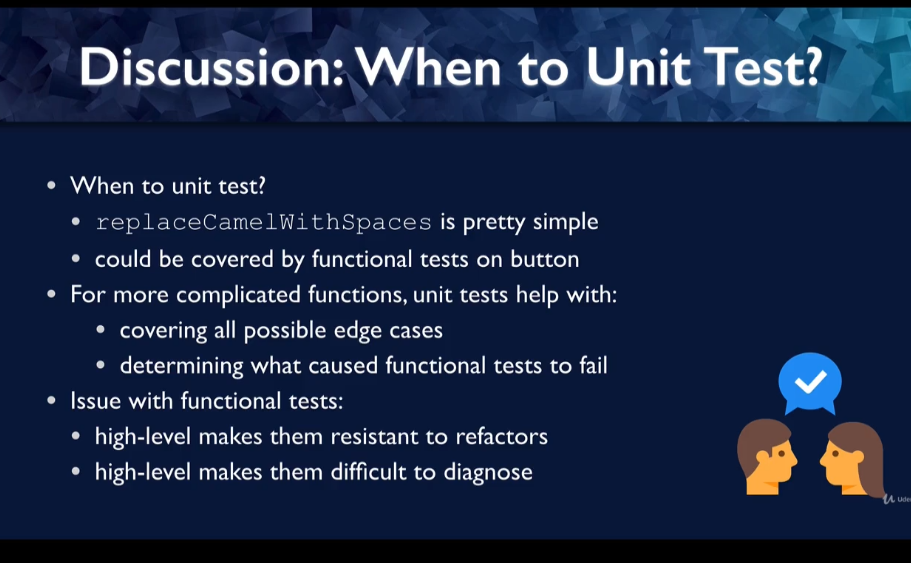 Discussion: When to Unit Test?
• When to unit test?
• replaceCamelWithSpaces is pretty simple
• could be covered by functional tests on button
• For more complicated functions, unit tests help with:
• covering all possible edge cases
• determining what caused functional tests to fail
• Issue with functional tests:
• high-level makes them resistant to refactors
• high-level makes them difficult to diagnose